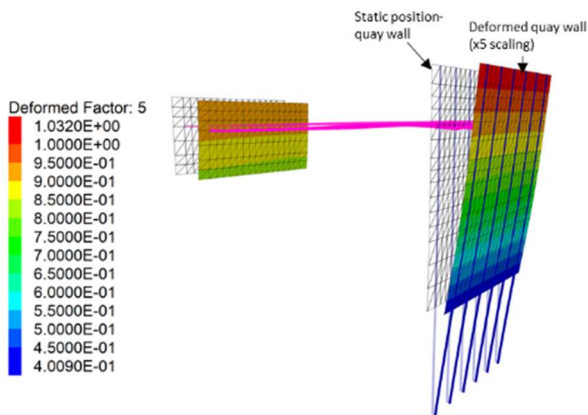 Static position-
quay wall
Deformed quay wall
(x5 scaling)
Deformed Factor: 5
1.0320E+00
1.0000E+00
9.5000E-01
9.0000E-01
8.5000E-01
8.0000E-01
7.5000E-01
7.0000E-01
6.5000E-01
6.0000E-01
5.5000E-01
5.0000E-01
4.5000E-01
4.0090E-01